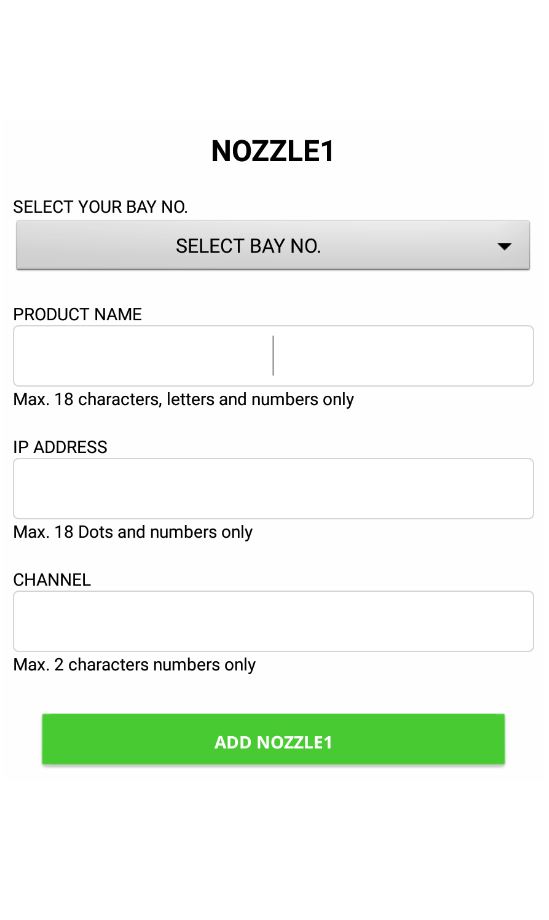 NOZZLE1
SELECT YOUR BAY NO.
SELECT BAY NO.
PRODUCT NAME
Max. 18 characters, letters and numbers only
IP ADDRESS
Max. 18 Dots and numbers only
CHANNEL
Max. 2 characters numbers only
ADD NOZZLE1